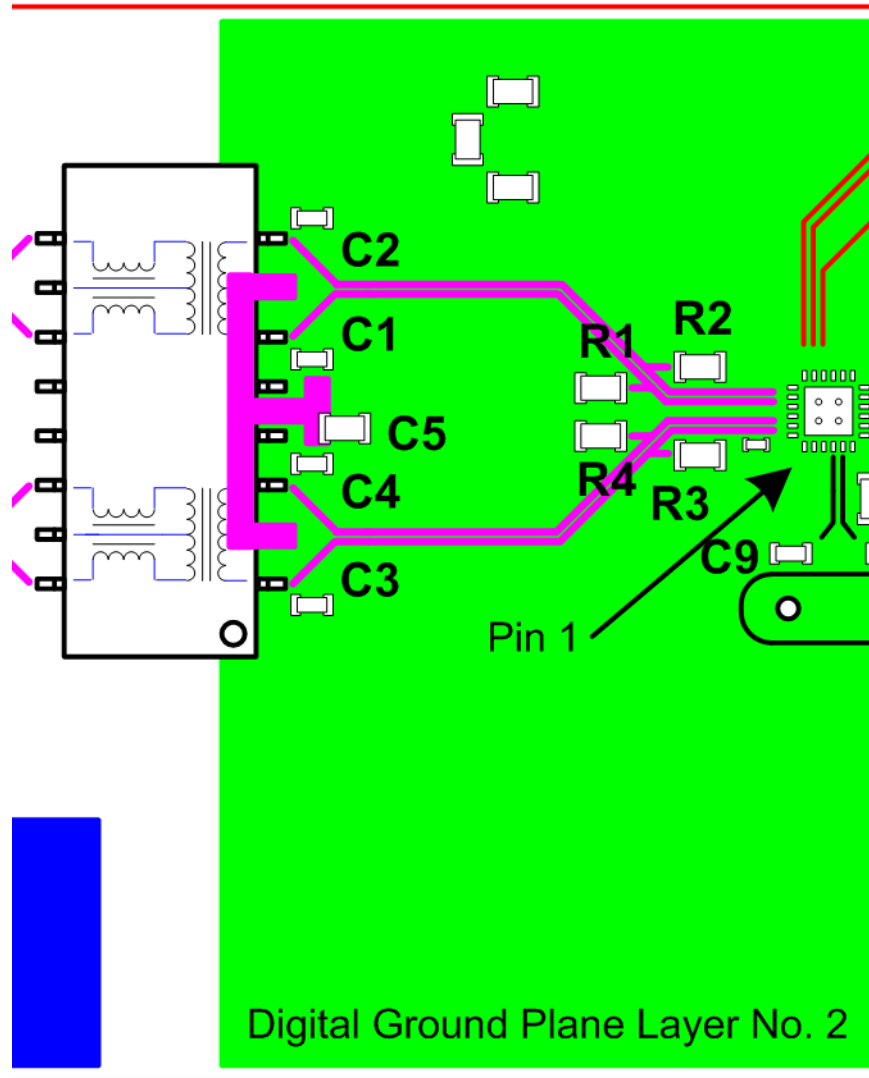 C2
R2
R1
C1
C5
R4
C4
R3
C9
C3
Pin 1
Digital Ground Plane Layer No. 2